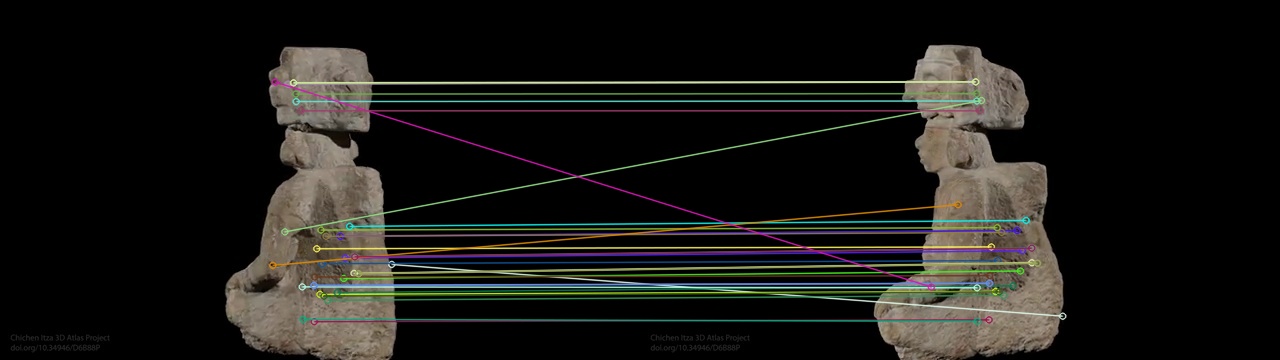 Chichen Itza 3D Atlas Project
doi.org/10.34946/D6B88P
Chichen Itza 3D Atlas Project
doi.org/10.34946/D6B88P